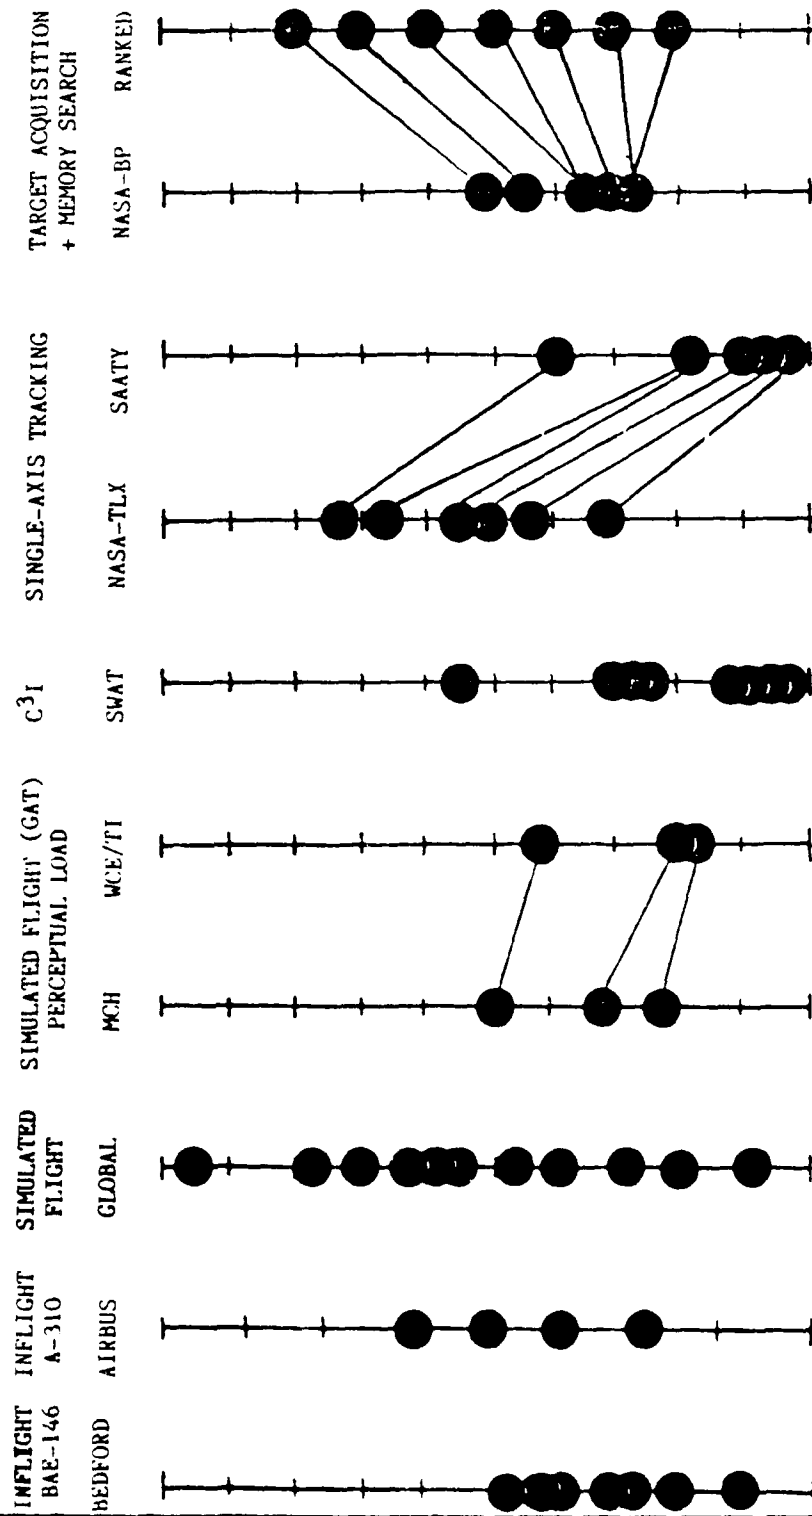 INFLIGHT
BAE-146
BEDFORD
INFLIGHT
A-310
AIRBUS
SIMULATED
FLIGHT
GLOBAL
SIMULATED FLIGHT (GAT)
PERCEPTUAL LOAD
MCH
WCE/TI
C³I
SWAT
SINGLE-AXIS TRACKING
NASA-TLX
SAATY
TARGET ACQUISITION
+ MEMORY SEARCH
NASA-BP
RANKED